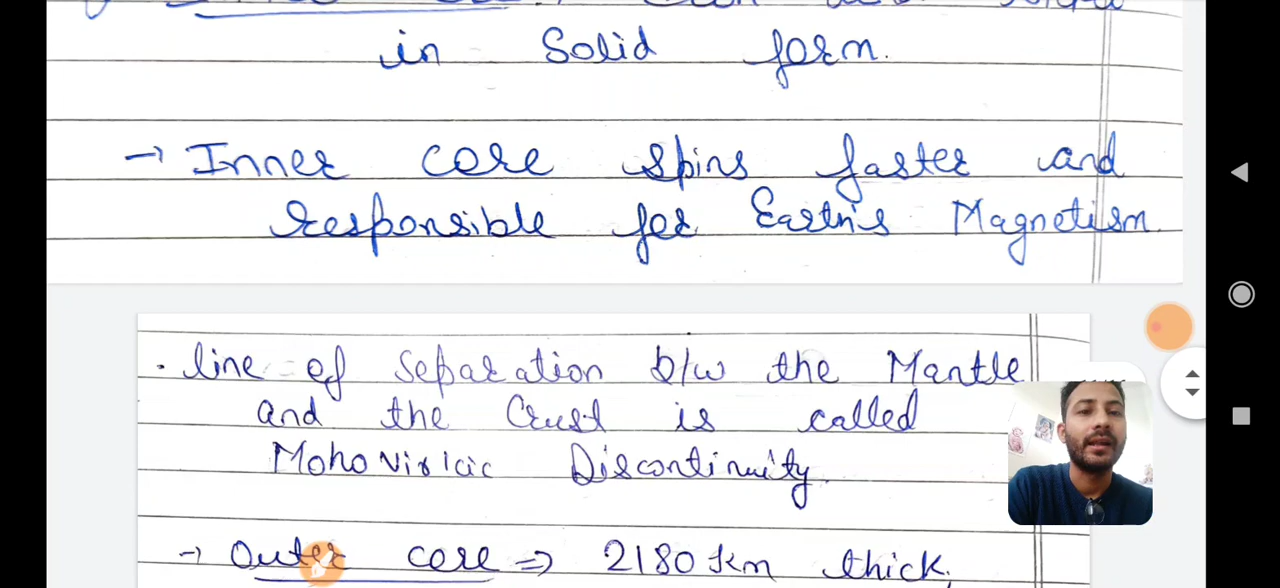 in Solid form.
→ Inner core spins faster and
responsible for Earth's Magnetism
. line of Separation b/w the Mantle
and the Crust is called
Mohoviricic Discontinuity.
→ Outer core ⇒ 2180 km thick.